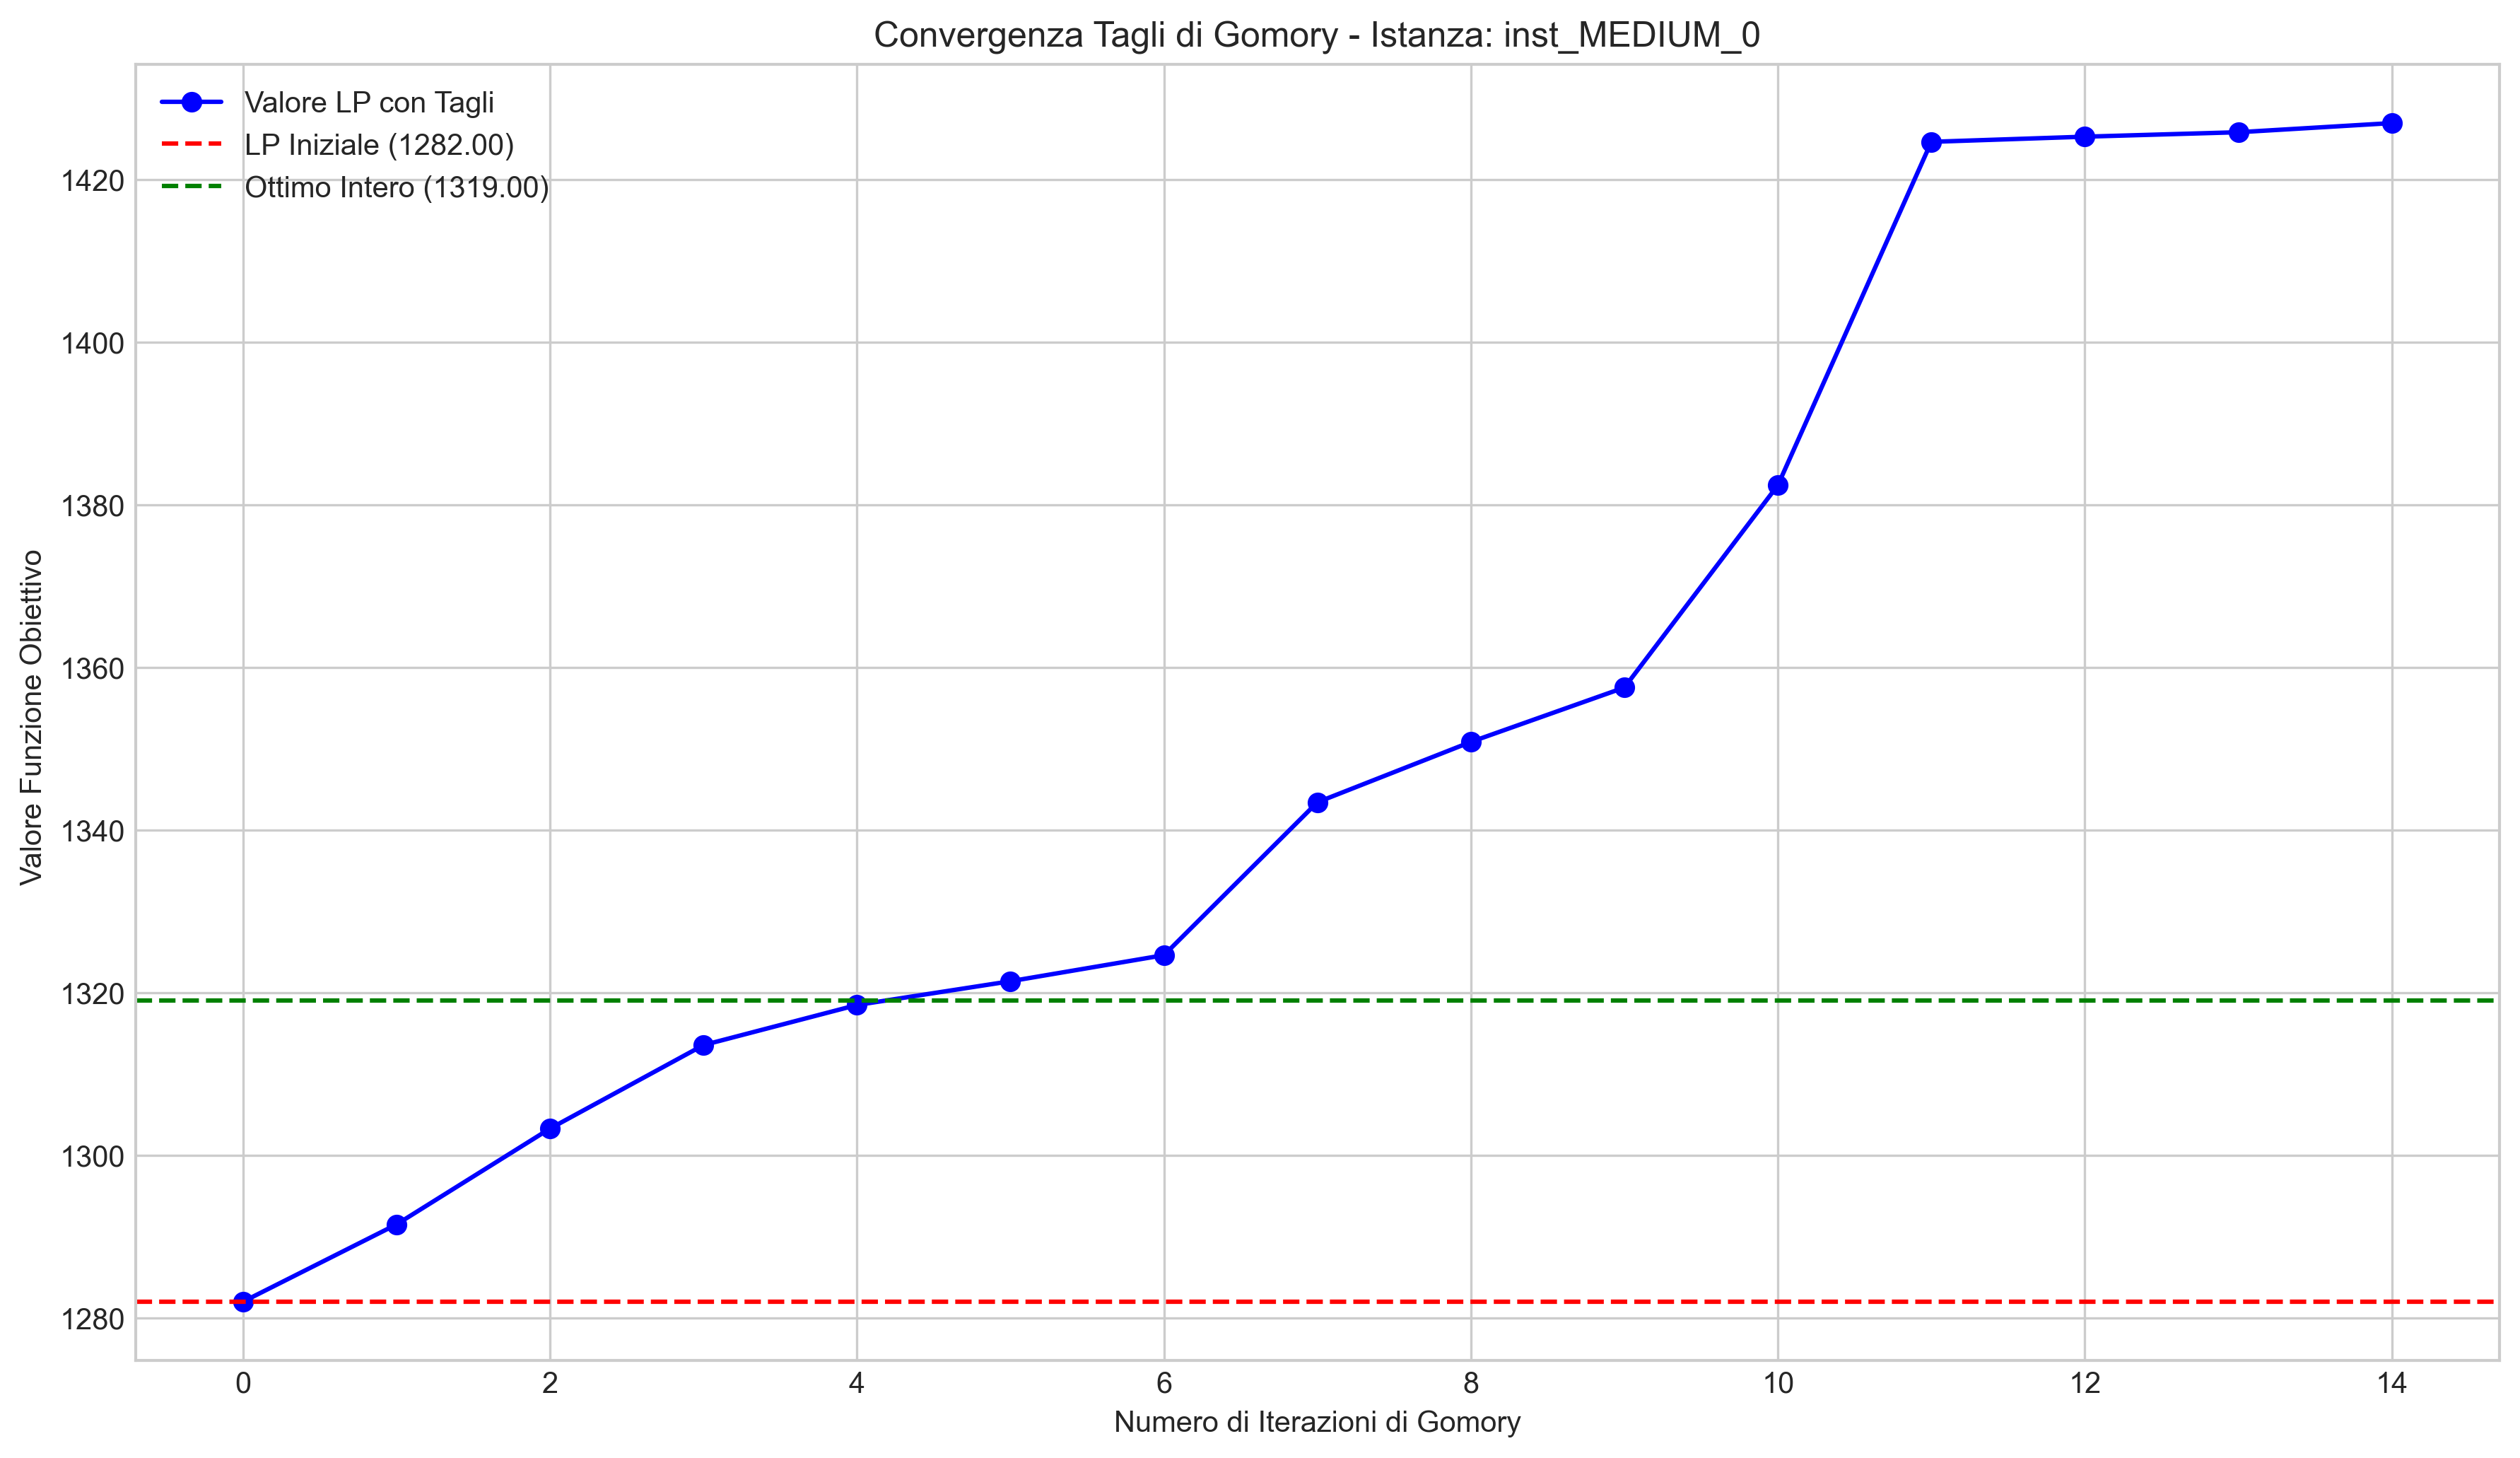 Convergenza Tagli di Gomory - Istanza: inst_MEDIUM_0
Valore LP con Tagli
LP Iniziale (1282.00)
Ottimo Intero (1319.00)
Valore Funzione Obiettivo
1420
1400
1380
1360
1340
1320
1300
1280
0 2 4 6 8 10 12 14
Numero di Iterazioni di Gomory